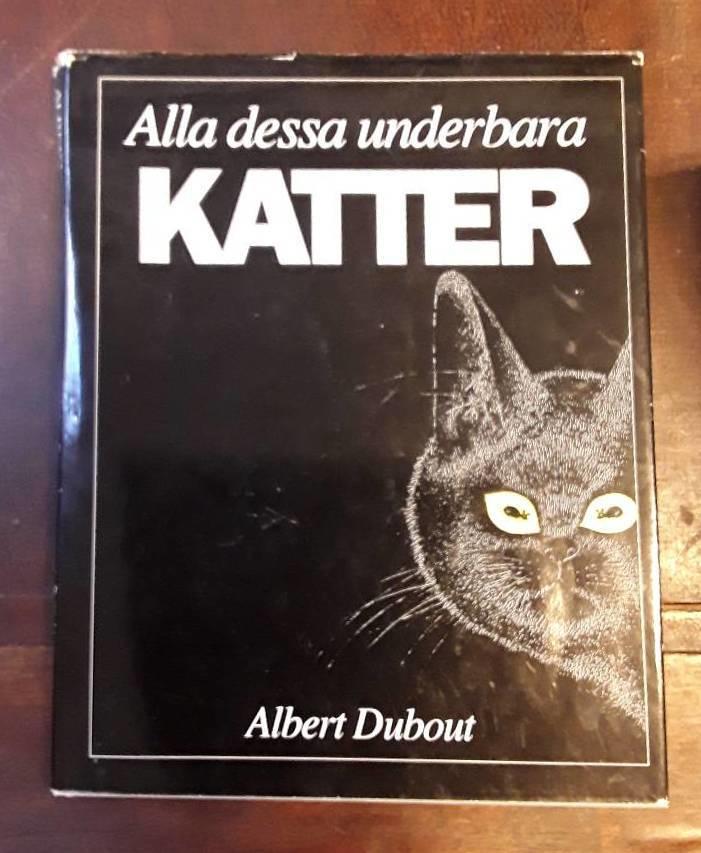 Alla dessa underbara
KATTER
Albert Dubout